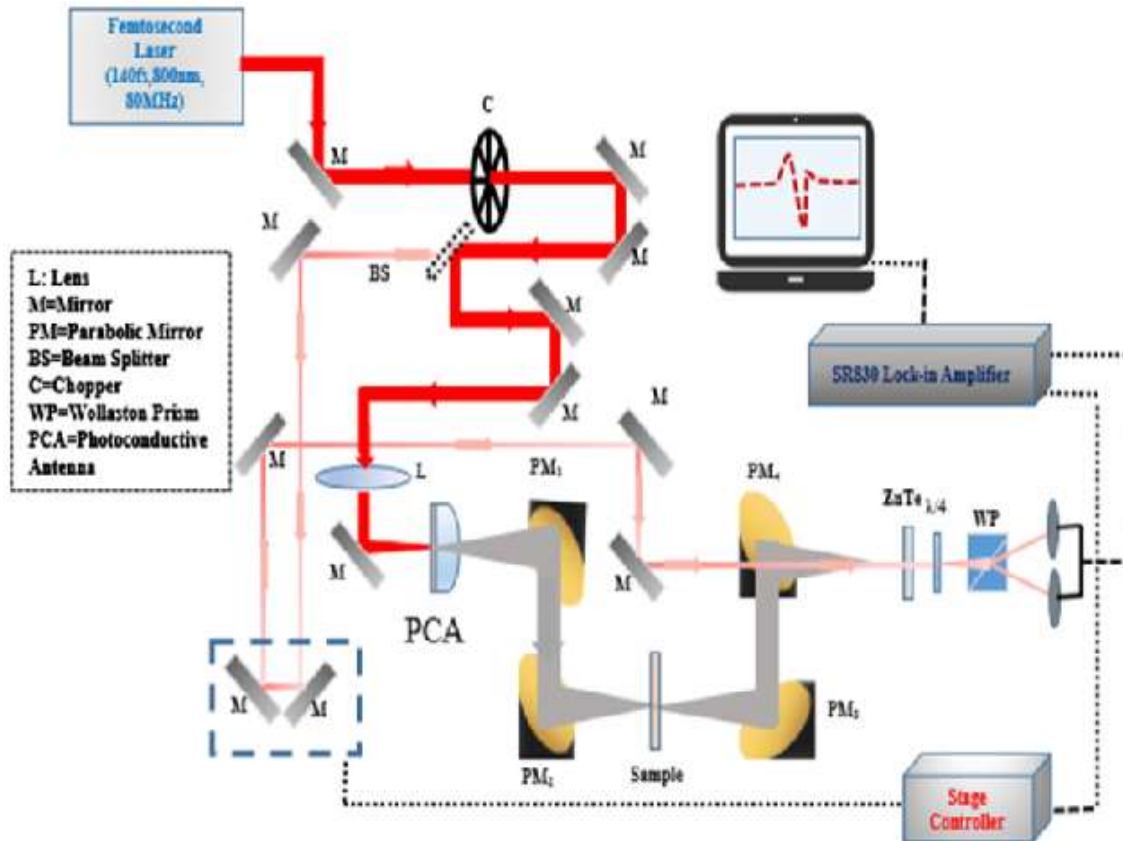 Femtosecond
Laser
(140fs,800nm,
80MHz)
C
M
M
M
M
BS
M
L: Lens
M=Mirror
PM=Parabolic Mirror
BS=Beam Splitter
C=Chopper
WP=Wollaston Prism
PCA=Photoconductive
Antenna
SR830 Lock-in Amplifier
M
M
M
L
PM₁
PM₄
ZnTe
λ/4
WP
M
M
PCA
M
M
PM₂
Sample
PM₃
Stage
Controller